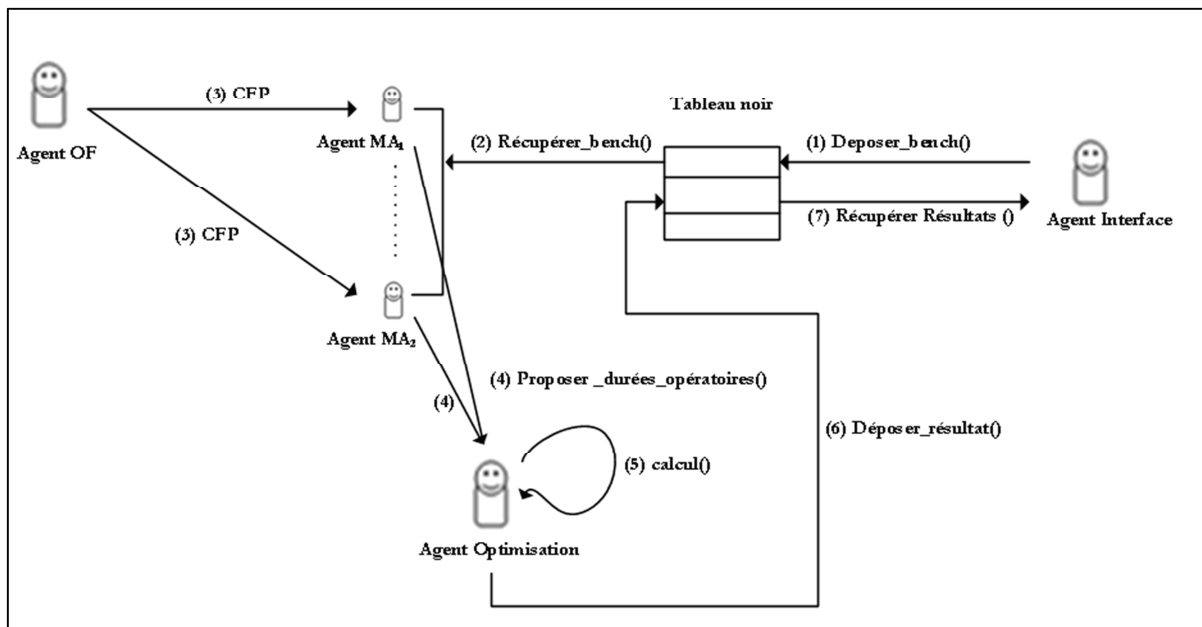 (3) CFP
Tableau noir
Agent OF
Agent MA₁
(2) Récupérer_bench()
(1) Deposer_bench()
(7) Récupérer Résultats ()
Agent Interface
(3) CFP
Agent MA₂
(4) Proposer _durées_opératoires()
(4)
(6) Déposer_résultat()
(5) calcul()
Agent Optimisation